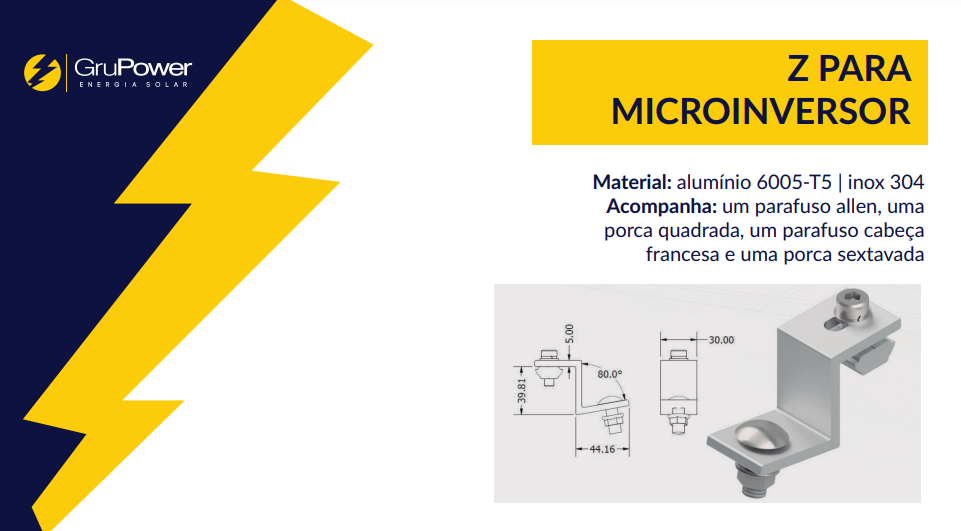 GruPower
ENERGIA SOLAR
Z PARA
MICROINVERSOR
Material: alumínio 6005-T5 | inox 304
Acompanha: um parafuso allen, uma
porca quadrada, um parafuso cabeça
francesa e uma porca sextavada
5.00
30.00
80.0°
39.81
44.16